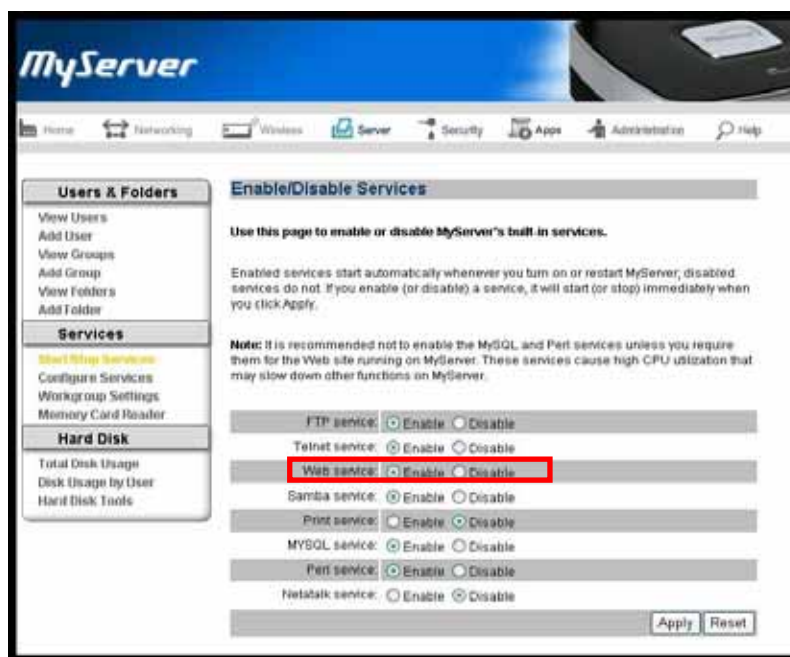 MyServer
Home Networking Wireless Server Security Apps Administration Help
Users & Folders
View Users
Add User
View Groups
Add Group
View Folders
Add Folder
Services
Start/Stop Services
Configure Services
Workgroup Settings
Memory Card Reader
Hard Disk
Total Disk Usage
Disk Usage by User
Hard Disk Tools
Enable/Disable Services
Use this page to enable or disable MyServer's built-in services.
Enabled services start automatically whenever you turn on or restart MyServer; disabled
services do not. If you enable (or disable) a service, it will start (or stop) immediately when
you click Apply.
Note: It is recommended not to enable the MySQL and Perl services unless you require
them for the Web site running on MyServer. These services cause high CPU utilization that
may slow down other functions on MyServer.
FTP service: Enable Disable
Telnet service: Enable Disable
Web service: Enable Disable
Samba service: Enable Disable
Print service: Enable Disable
MYSQL service: Enable Disable
Perl service: Enable Disable
Netatalk service: Enable Disable
Apply Reset